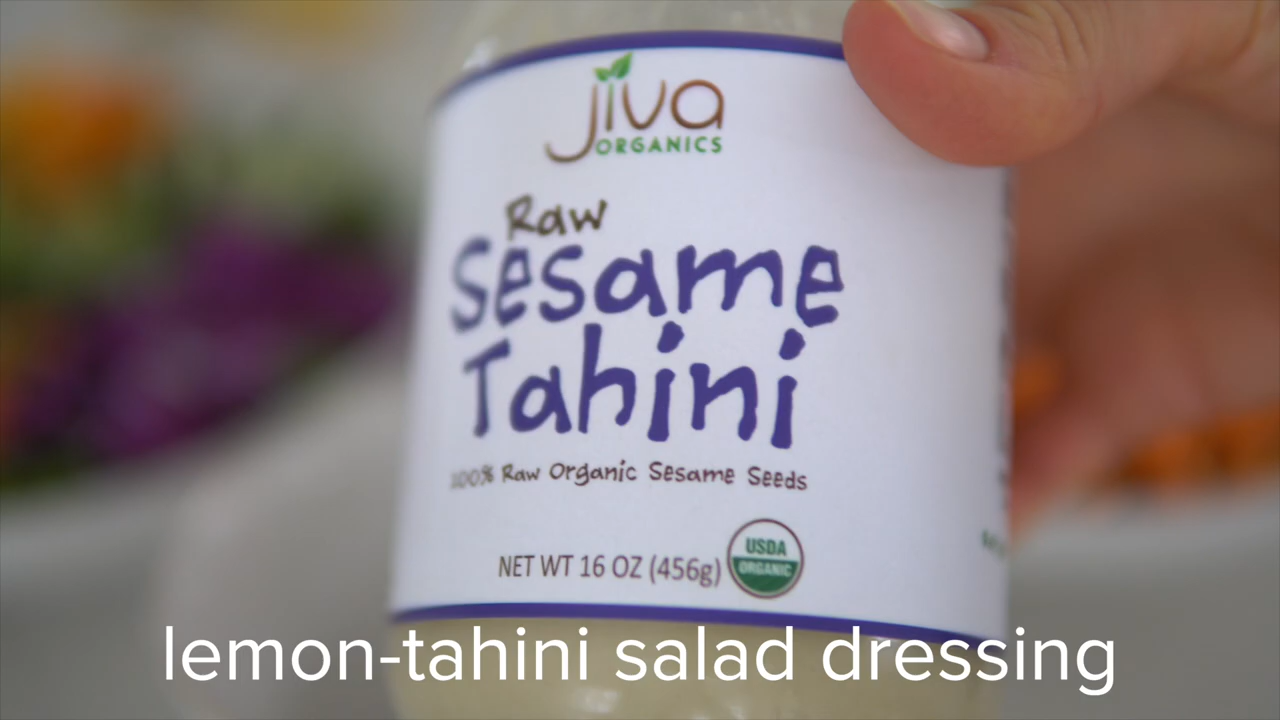 jiva
ORGANICS
Raw
Sesame
Tahini
100% Raw Organic Sesame Seeds
NET WT 16 OZ (456g)
USDA
ORGANIC
lemon-tahini salad dressing